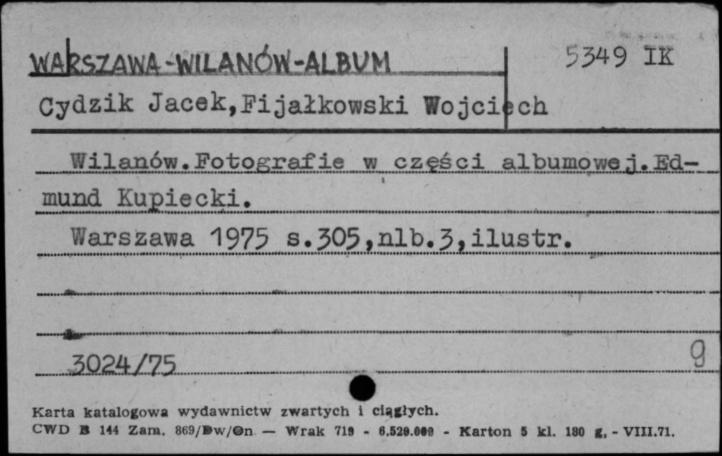 WARSZAWA-WILANÓW-ALBUM
5349 IK
Cydzik Jacek,Fijałkowski Wojciech
Wilanów.Fotografie w części albumowej.Ed-
mund Kupiecki.
Warszawa 1975 s.305,nlb.3,ilustr.
3024/75
9
Karta katalogowa wydawnictw zwartych i ciągłych.
CWD B 144 Zam. 869/Dw/On — Wrak 719 - 6.520.000 - Karton 5 kl. 180 g, - VIII.71.